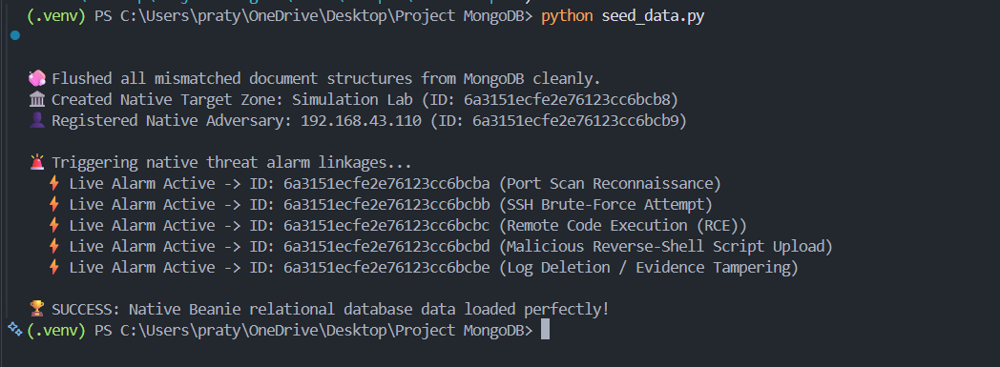 (.venv) PS C:\Users\praty\OneDrive\Desktop\Project MongoDB> python seed_data.py
Flushed all mismatched document structures from MongoDB cleanly.
Created Native Target Zone: Simulation Lab (ID: 6a3151ecfe2e76123cc6bcb8)
Registered Native Adversary: 192.168.43.110 (ID: 6a3151ecfe2e76123cc6bcb9)
Triggering native threat alarm linkages...
Live Alarm Active -> ID: 6a3151ecfe2e76123cc6bcba (Port Scan Reconnaissance)
Live Alarm Active -> ID: 6a3151ecfe2e76123cc6bcbb (SSH Brute-Force Attempt)
Live Alarm Active -> ID: 6a3151ecfe2e76123cc6bcbc (Remote Code Execution (RCE))
Live Alarm Active -> ID: 6a3151ecfe2e76123cc6bcbd (Malicious Reverse-Shell Script Upload)
Live Alarm Active -> ID: 6a3151ecfe2e76123cc6bcbe (Log Deletion / Evidence Tampering)
SUCCESS: Native Beanie relational database data loaded perfectly!
(.venv) PS C:\Users\praty\OneDrive\Desktop\Project MongoDB>